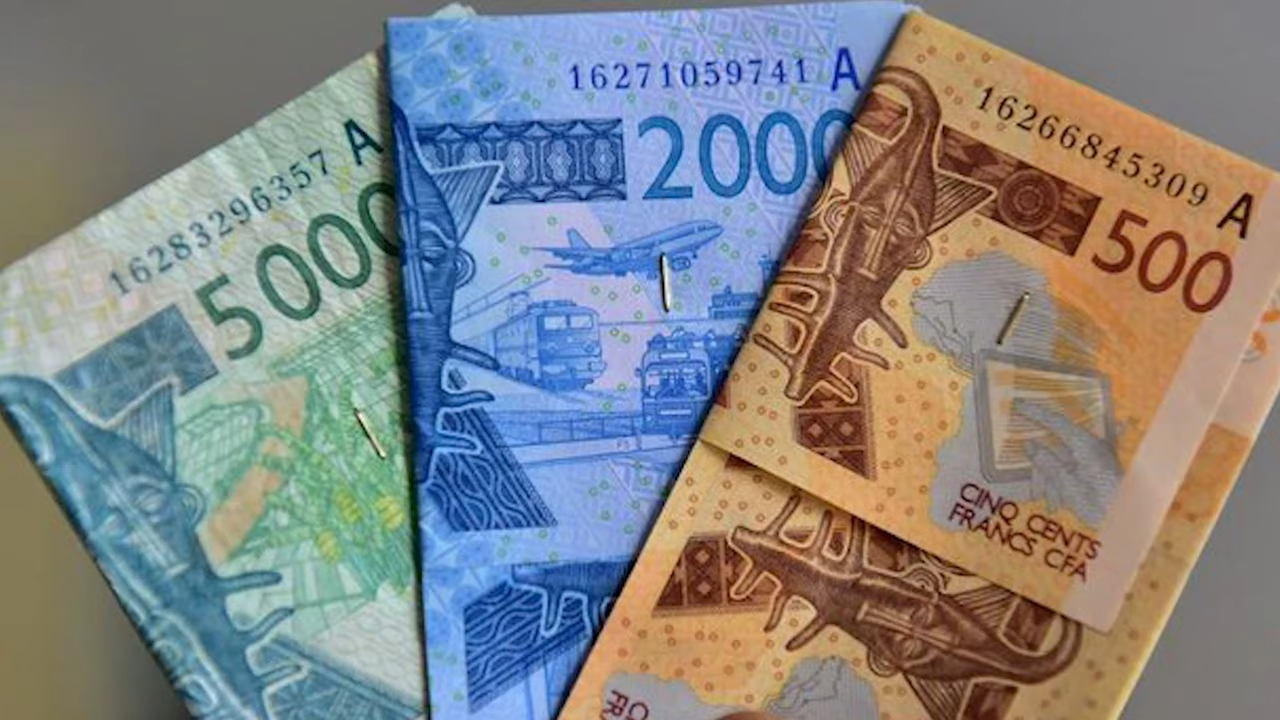 16283296357 A
5000
16271059741 A
2000
16266845309 A
500
CINQ CENTS
FRANCS CFA